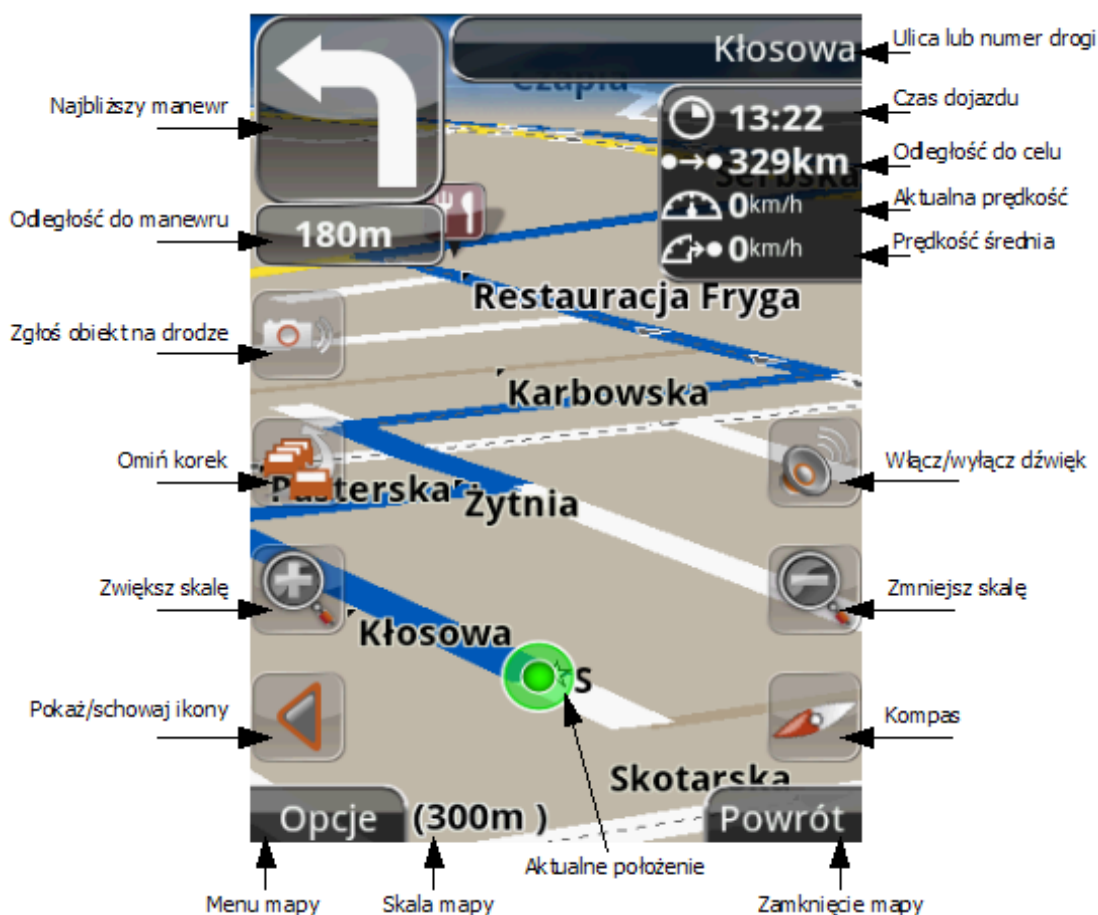 Kłosowa
Ulica lub numer drogi
Czapla
Najbliższy manewr
13:22
Czas dojazdu
329km
Odległość do celu
Serbska
0km/h
Aktualna prędkość
Odległość do manewru
180m
0km/h
Prędkość średnia
Restauracja Fryga
Zgłoś obiekt na drodze
Karbowska
Omiń korek
Włącz/wyłącz dźwięk
Pasterska
Żytnia
Zwiększ skalę
Zmniejsz skalę
Kłosowa
S
Pokaż/schowaj ikony
Kompas
Skotarska
Opcje
(300m )
Powrót
Aktualne położenie
Menu mapy
Skala mapy
Zamknięcie mapy